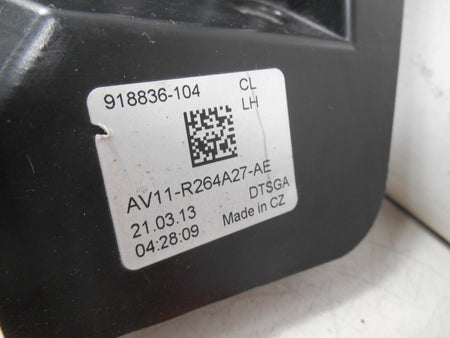 918836-104 CL
LH
AV11-R264A27-AE
21.03.13 DTSGA
04:28:09 Made in CZ